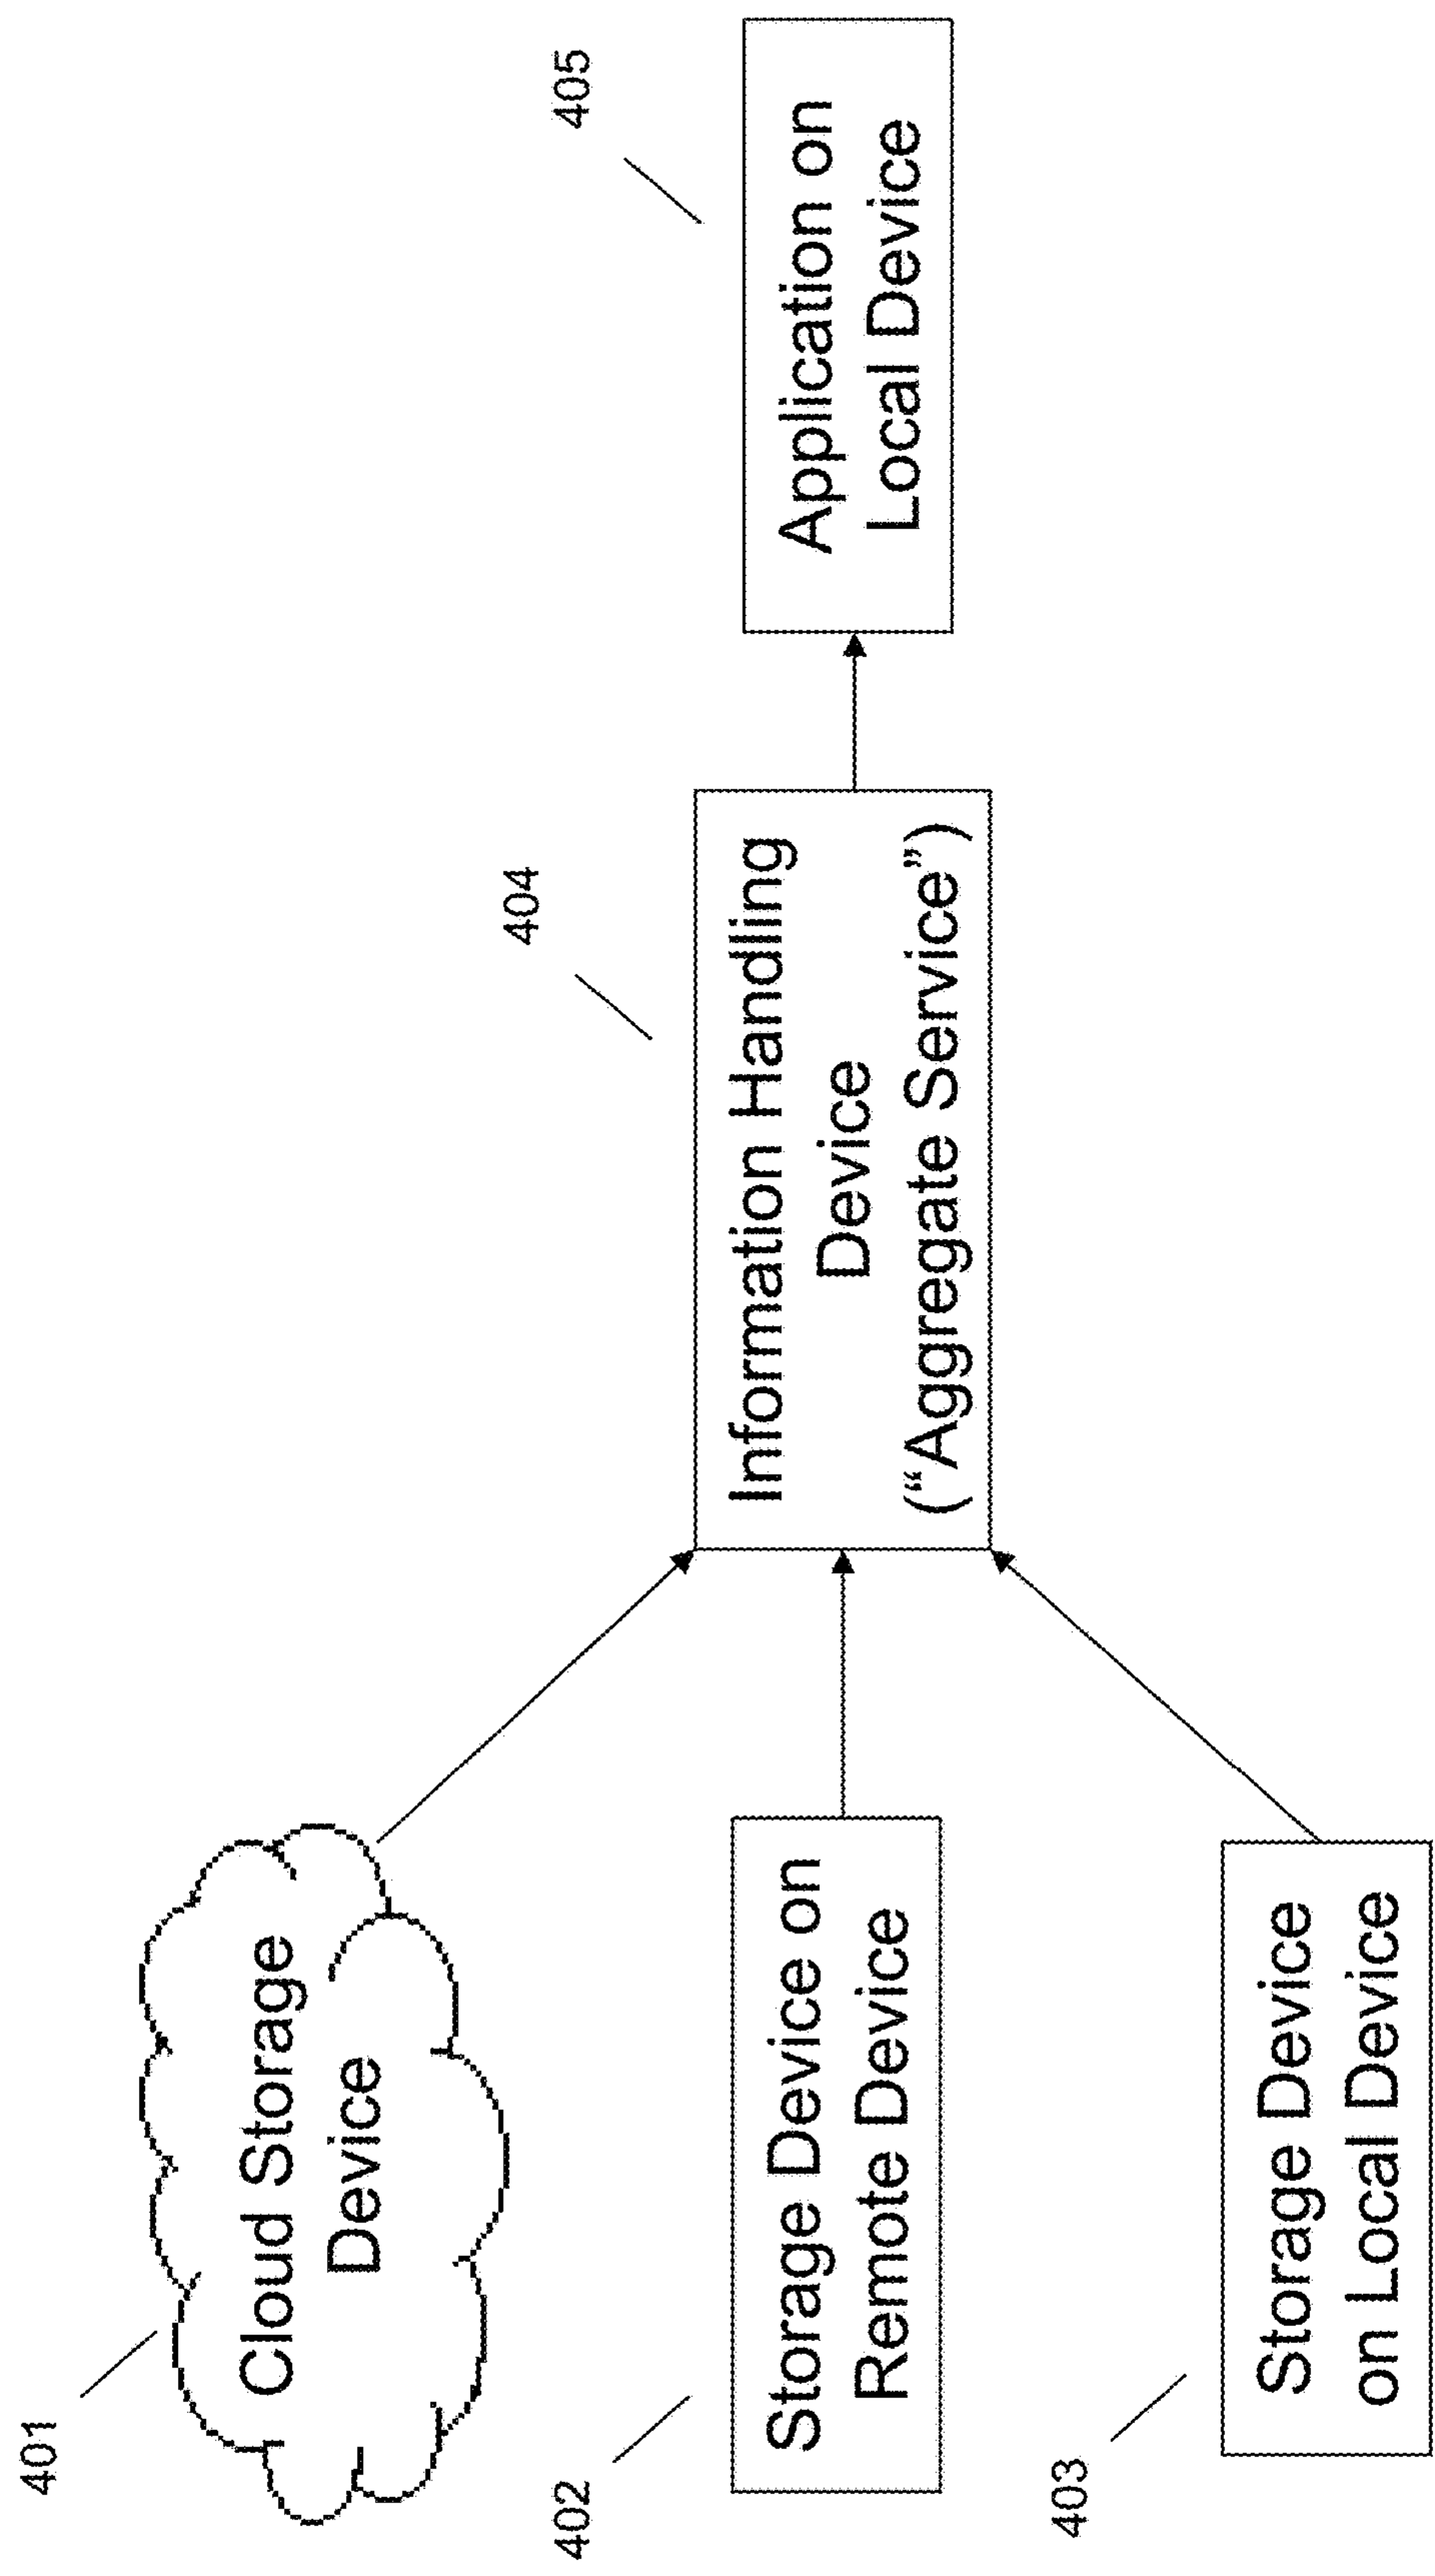 401
Cloud Storage
Device
402
Storage Device on
Remote Device
403
Storage Device
on Local Device
404
Information Handling
Device
(“Aggregate Service”)
405
Application on
Local Device